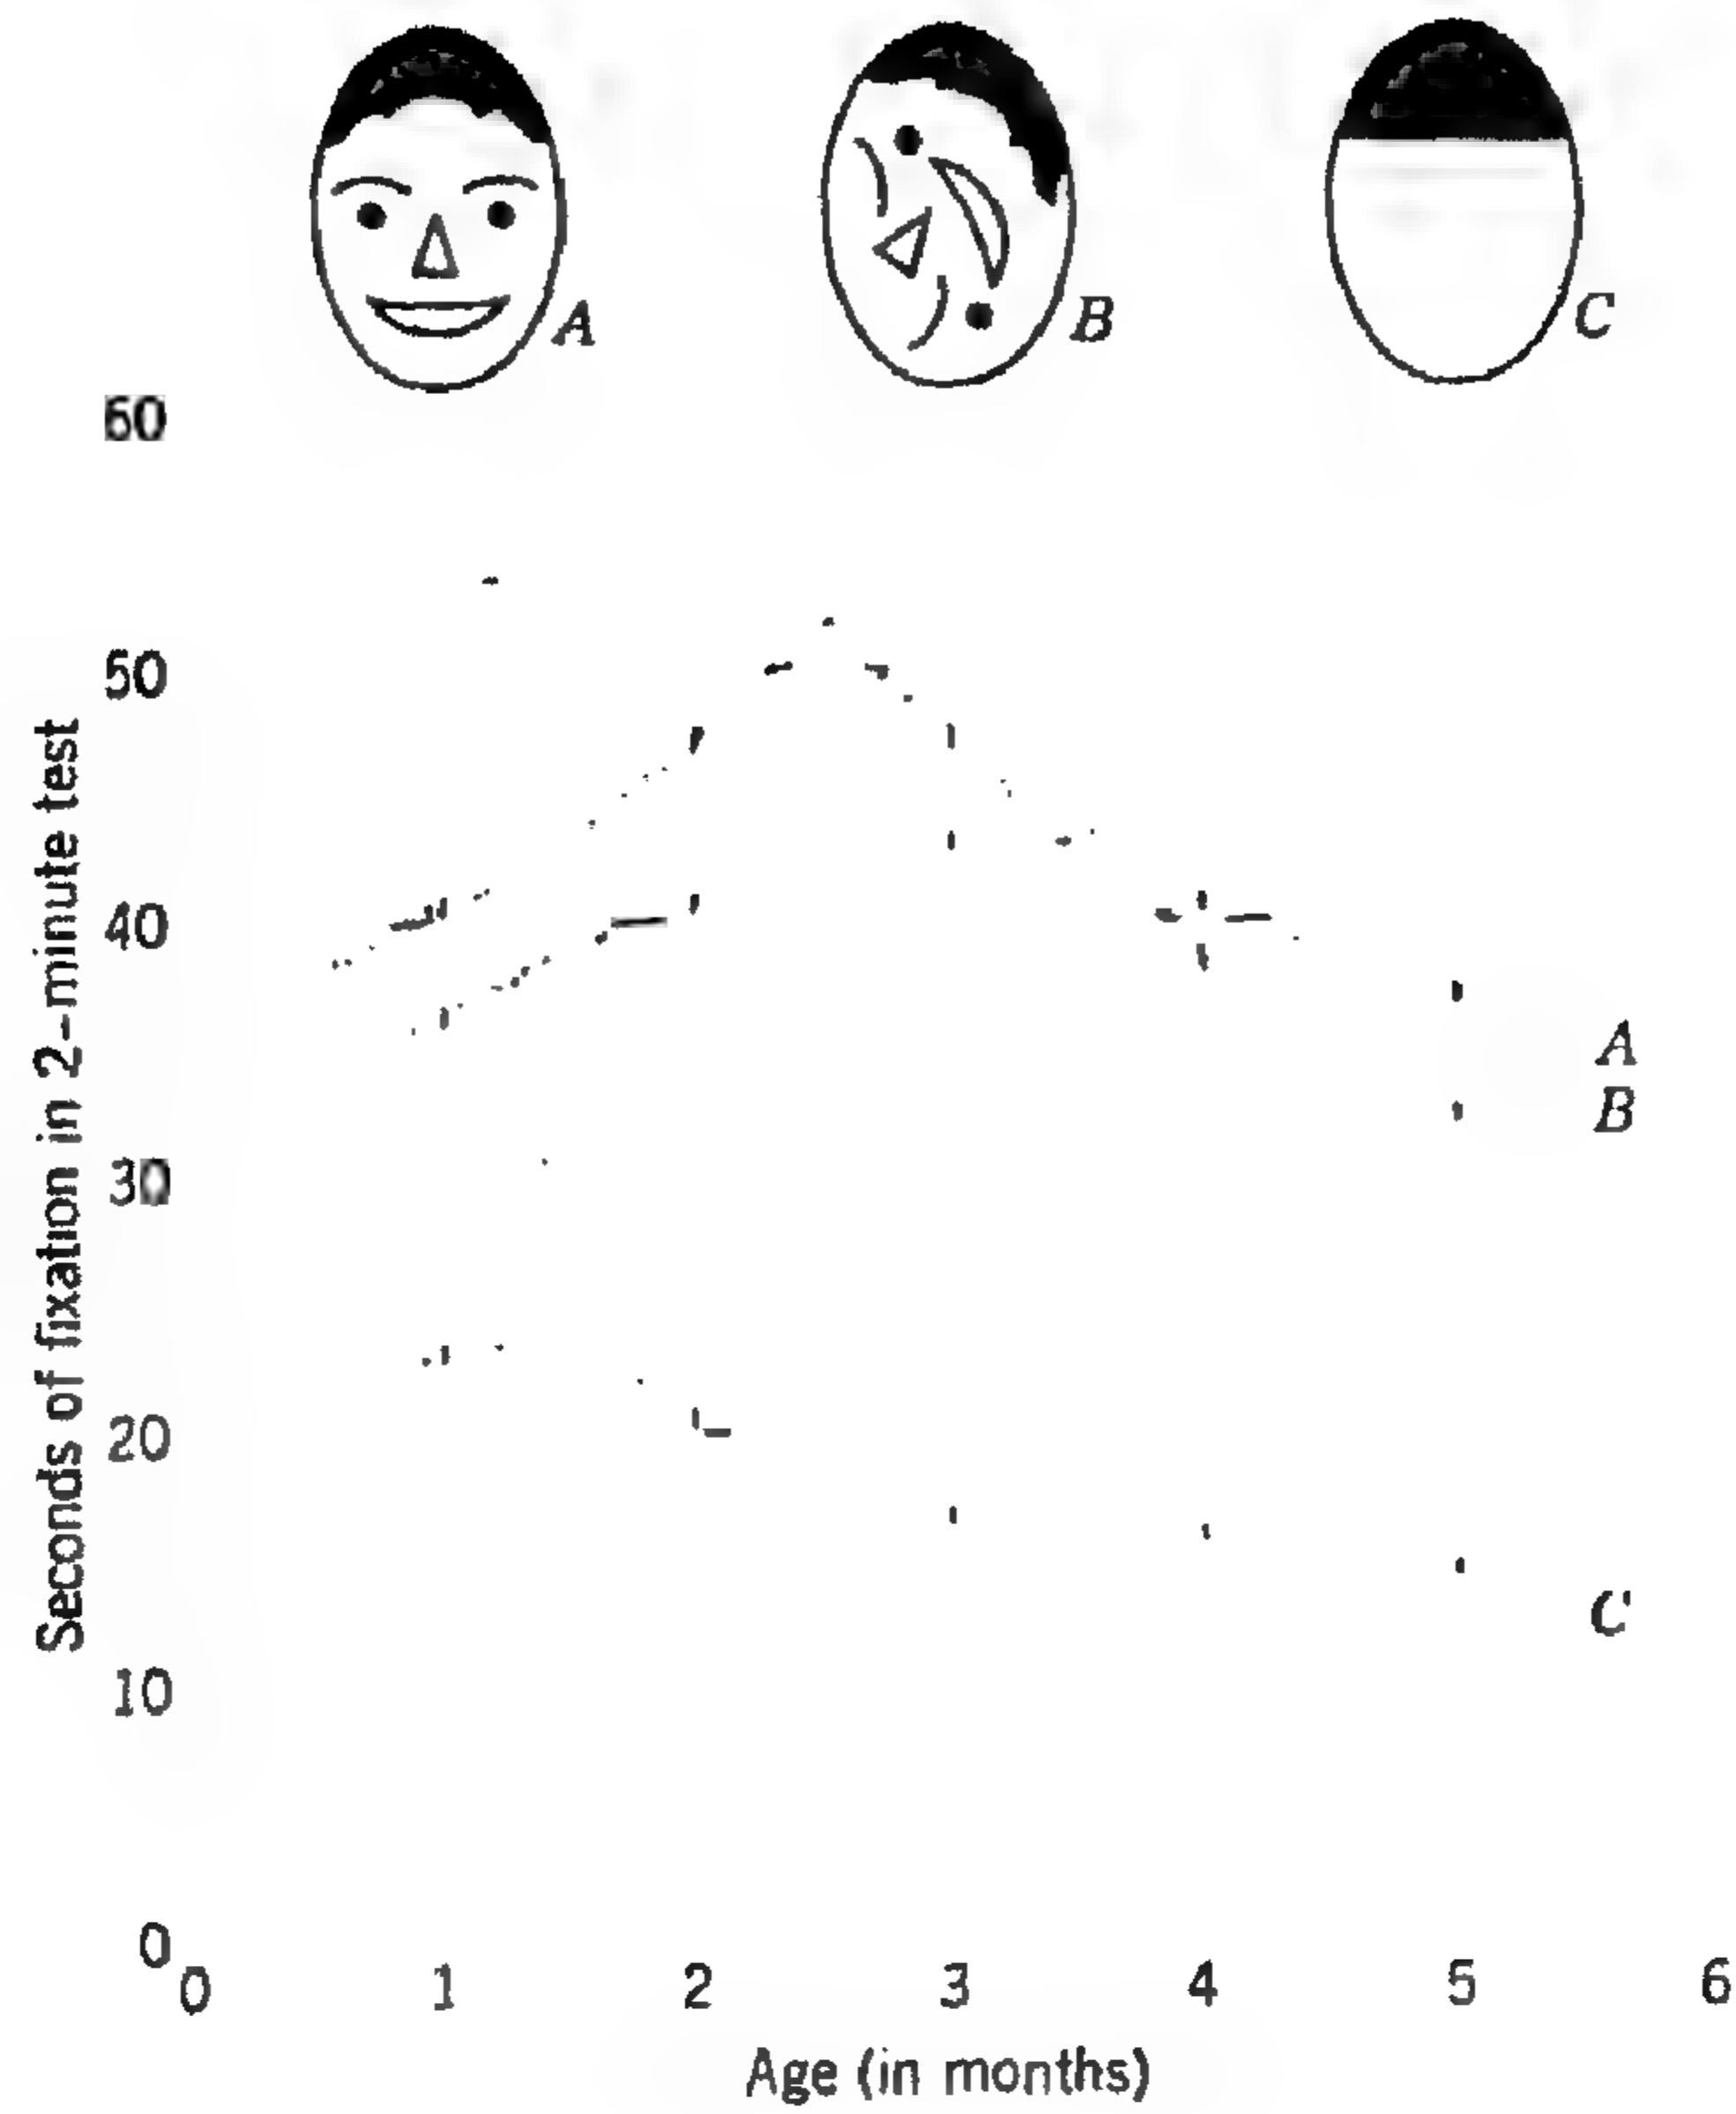 A
B
C
60
50
40
30
20
10
0
Seconds of fixation in 2-minute test
A
B
C
0 1 2 3 4 5 6
Age (in months)